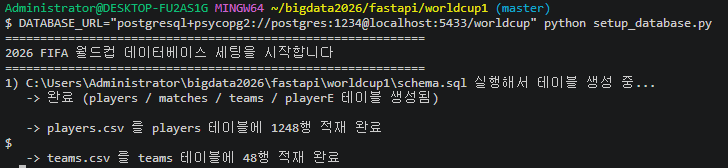 Administrator@DESKTOP-FU2AS1G MINGW64 ~/bigdata2026/fastapi/worldcup1 (master)
$ DATABASE_URL="postgresql+psycopg2://postgres:1234@localhost:5433/worldcup" python setup_database.py
============================================================
2026 FIFA 월드컵 데이터베이스 세팅을 시작합니다
============================================================
1) C:\Users\Administrator\bigdata2026\fastapi\worldcup1\schema.sql 실행해서 테이블 생성 중...
-> 완료 (players / matches / teams / playerE 테이블 생성됨)
-> players.csv 를 players 테이블에 1248행 적재 완료
$
-> teams.csv 를 teams 테이블에 48행 적재 완료